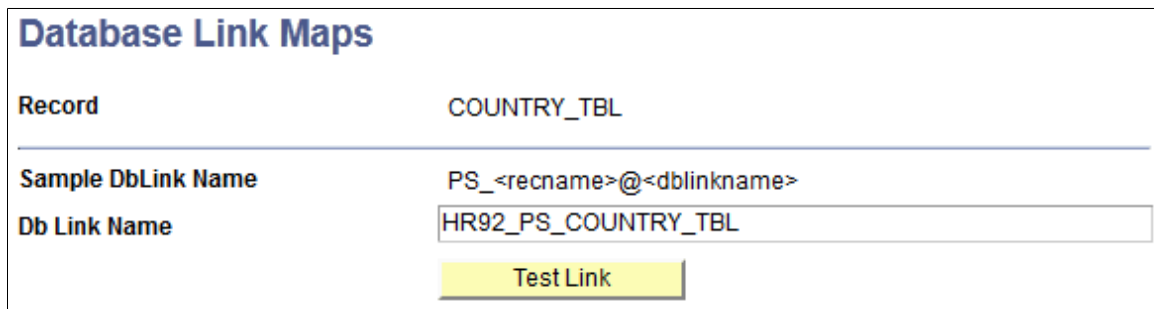 Database Link Maps
Record COUNTRY_TBL
Sample DbLink Name PS_<recname>@<dblinkname>
Db Link Name HR92_PS_COUNTRY_TBL
Test Link